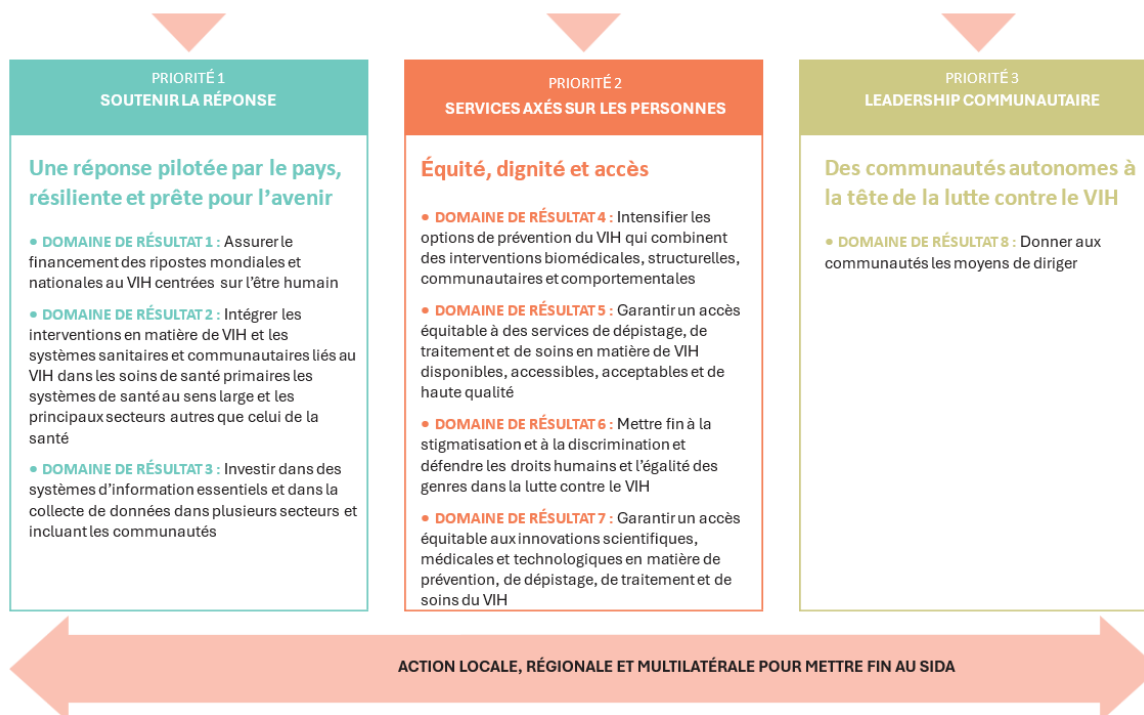 PRIORITÉ 1
SOUTENIR LA RÉPONSE
Une réponse pilotée par le pays,
résiliente et prête pour l’avenir
• DOMAINE DE RÉSULTAT 1 : Assurer le
financement des ripostes mondiales et
nationales au VIH centrées sur l’être humain
• DOMAINE DE RÉSULTAT 2 : Intégrer les
interventions en matière de VIH et les
systèmes sanitaires et communautaires liés au
VIH dans les soins de santé primaires les
systèmes de santé au sens large et les
principaux secteurs autres que celui de la
santé
• DOMAINE DE RÉSULTAT 3 : Investir dans des
systèmes d’information essentiels et dans la
collecte de données dans plusieurs secteurs et
incluant les communautés
PRIORITÉ 2
SERVICES AXÉS SUR LES PERSONNES
Équité, dignité et accès
• DOMAINE DE RÉSULTAT 4 : Intensifier les
options de prévention du VIH qui combinent
des interventions biomédicales, structurelles,
communautaires et comportementales
• DOMAINE DE RÉSULTAT 5 : Garantir un accès
équitable à des services de dépistage, de
traitement et de soins en matière de VIH
disponibles, accessibles, acceptables et de
haute qualité
• DOMAINE DE RÉSULTAT 6 : Mettre fin à la
stigmatisation et à la discrimination et
défendre les droits humains et l’égalité des
genres dans la lutte contre le VIH
• DOMAINE DE RÉSULTAT 7 : Garantir un accès
équitable aux innovations scientifiques,
médicales et technologiques en matière de
prévention, de dépistage, de traitement et de
soins du VIH
PRIORITÉ 3
LEADERSHIP COMMUNAUTAIRE
Des communautés autonomes à
la tête de la lutte contre le VIH
• DOMAINE DE RÉSULTAT 8 : Donner aux
communautés les moyens de diriger
ACTION LOCALE, RÉGIONALE ET MULTILATÉRALE POUR METTRE FIN AU SIDA